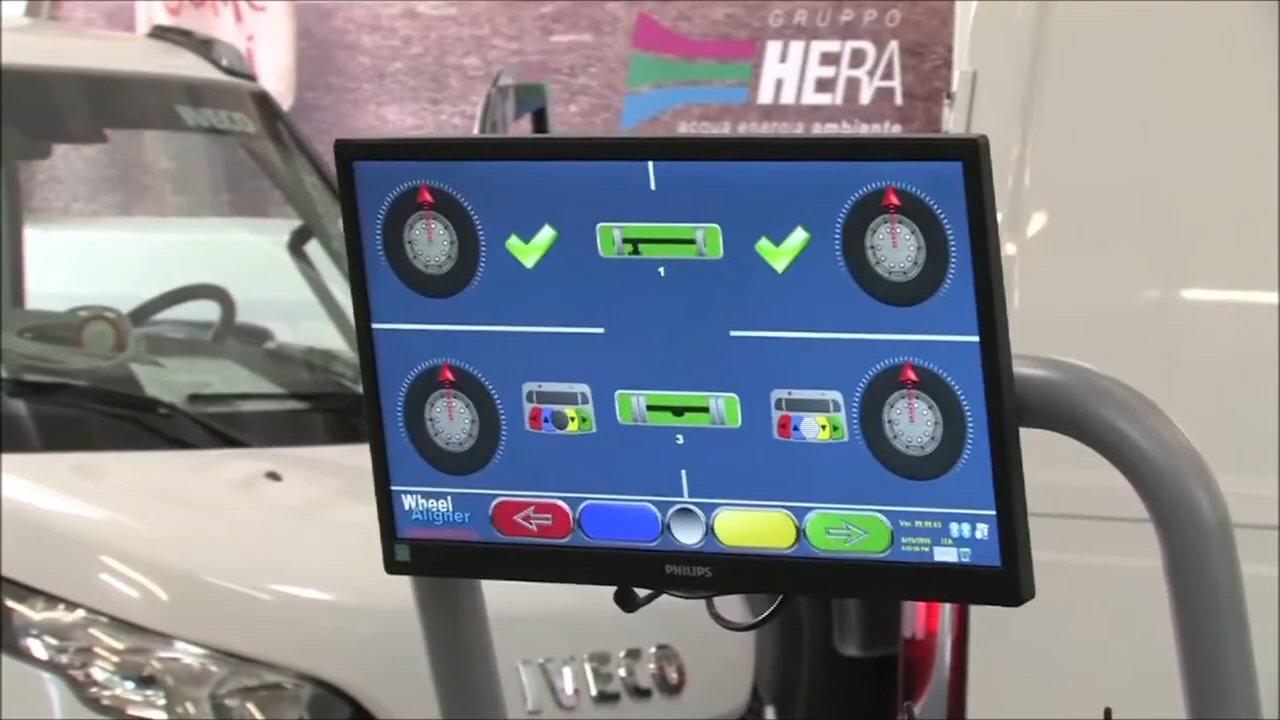 GRUPPO
HERA
acqua energia ambiente
IVECO
1
3
Wheel
Aligner
PHILIPS
IVECO